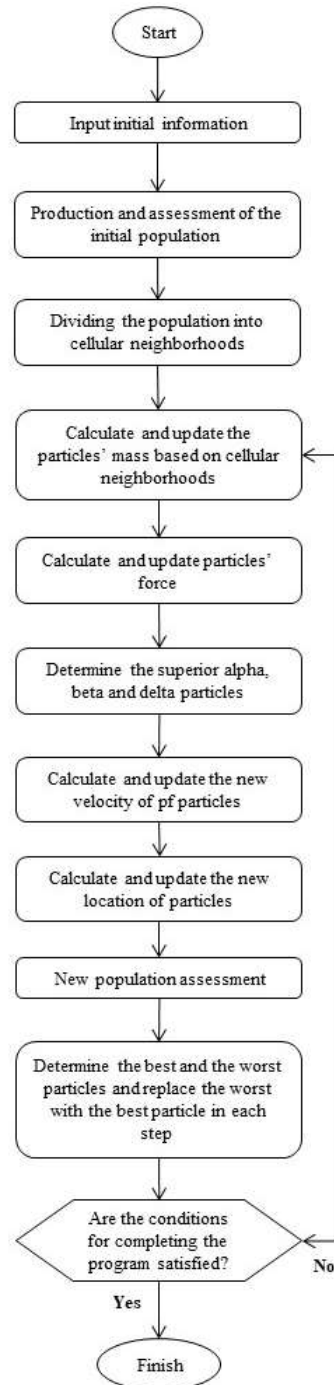 Start
Input initial information
Production and assessment of the
initial population
Dividing the population into
cellular neighborhoods
Calculate and update the
particles' mass based on cellular
neighborhoods
Calculate and update particles'
force
Determine the superior alpha,
beta and delta particles
Calculate and update the new
velocity of pf particles
Calculate and update the new
location of particles
New population assessment
Determine the best and the worst
particles and replace the worst
with the best particle in each
step
Are the conditions
for completing the
program satisfied?
No
Yes
Finish